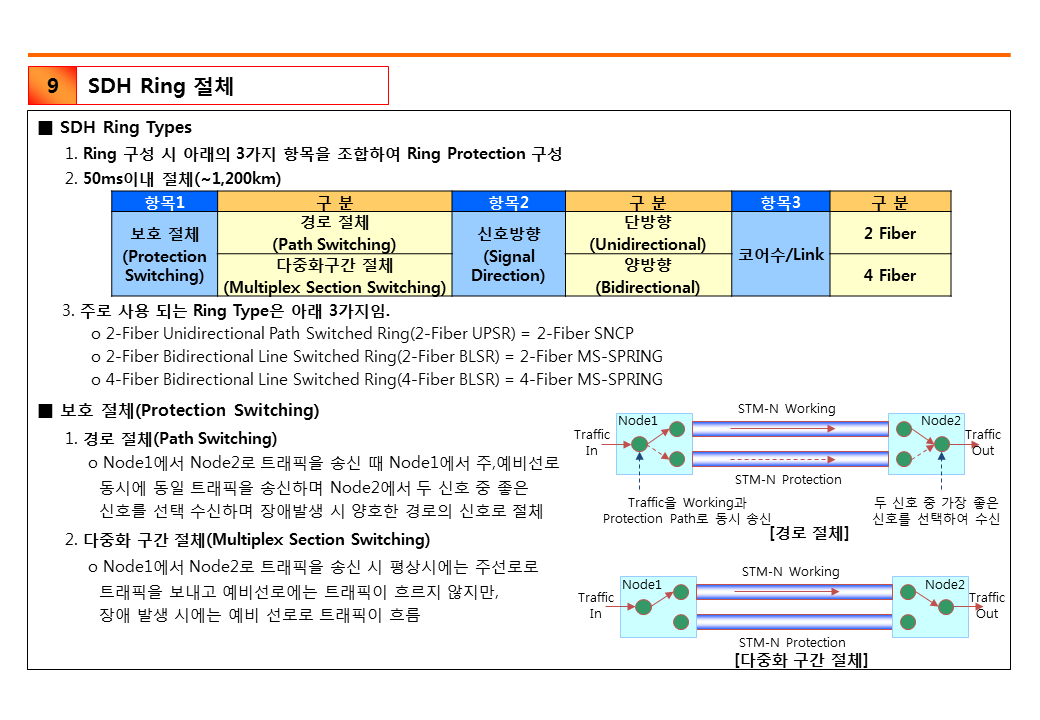 9 SDH Ring 절체
■ SDH Ring Types
1. Ring 구성 시 아래의 3가지 항목을 조합하여 Ring Protection 구성
2. 50ms이내 절체(~1,200km)
항목1 구 분 항목2 구 분 항목3 구 분
보호 절체
(Protection
Switching)
경로 절체
(Path Switching)
다중화구간 절체
(Multiplex Section Switching)
신호방향
(Signal
Direction)
단방향
(Unidirectional)
양방향
(Bidirectional)
코어수/Link
2 Fiber
4 Fiber
3. 주로 사용 되는 Ring Type은 아래 3가지임.
o 2-Fiber Unidirectional Path Switched Ring(2-Fiber UPSR) = 2-Fiber SNCP
o 2-Fiber Bidirectional Line Switched Ring(2-Fiber BLSR) = 2-Fiber MS-SPRING
o 4-Fiber Bidirectional Line Switched Ring(4-Fiber BLSR) = 4-Fiber MS-SPRING
■ 보호 절체(Protection Switching)
1. 경로 절체(Path Switching)
o Node1에서 Node2로 트래픽을 송신 때 Node1에서 주,예비선로
동시에 동일 트래픽을 송신하며 Node2에서 두 신호 중 좋은
신호를 선택 수신하며 장애발생 시 양호한 경로의 신호로 절체
2. 다중화 구간 절체(Multiplex Section Switching)
o Node1에서 Node2로 트래픽을 송신 시 평상시에는 주선로로
트래픽을 보내고 예비선로에는 트래픽이 흐르지 않지만,
장애 발생 시에는 예비 선로로 트래픽이 흐름
STM-N Working
Node1
Node2
Traffic
In
Traffic
Out
STM-N Protection
Traffic을 Working과
Protection Path로 동시 송신
두 신호 중 가장 좋은
신호를 선택하여 수신
[경로 절체]
STM-N Working
Node1
Node2
Traffic
In
Traffic
Out
STM-N Protection
[다중화 구간 절체]